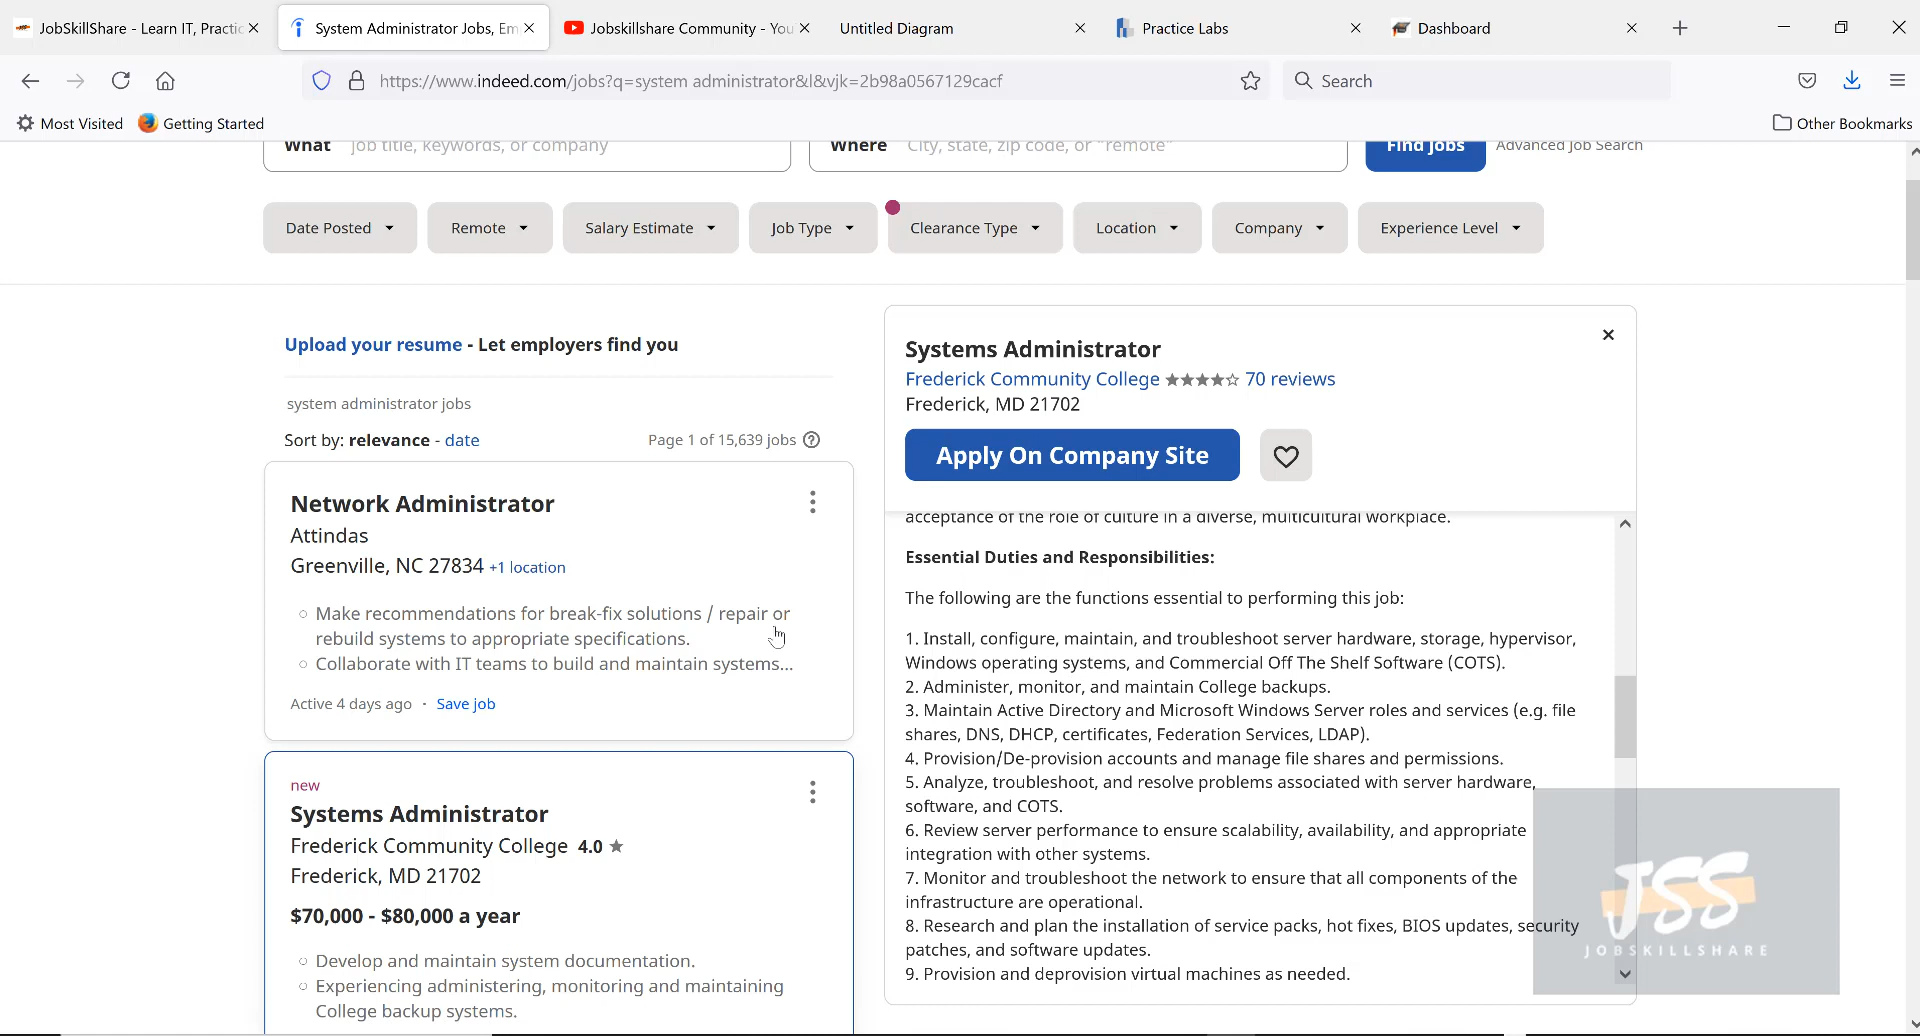 JobSkillShare - Learn IT, Practic
System Administrator Jobs, Em
Jobskillshare Community - You
Untitled Diagram
Practice Labs
Dashboard
https://www.indeed.com/jobs?q=system administrator&l&vjk=2b98a0567129cacf
Search
Most Visited
Getting Started
Other Bookmarks
What job title, keywords, or company
Where City, state, zip code, or "remote"
Find jobs
Advanced Job Search
Date Posted
Remote
Salary Estimate
Job Type
Clearance Type
Location
Company
Experience Level
Upload your resume - Let employers find you
system administrator jobs
Sort by: relevance - date
Page 1 of 15,639 jobs
Network Administrator
Attindas
Greenville, NC 27834 +1 location
Make recommendations for break-fix solutions / repair or
rebuild systems to appropriate specifications.
Collaborate with IT teams to build and maintain systems...
Active 4 days ago · Save job
new
Systems Administrator
Frederick Community College 4.0
Frederick, MD 21702
$70,000 - $80,000 a year
Develop and maintain system documentation.
Experiencing administering, monitoring and maintaining
College backup systems.
Systems Administrator
Frederick Community College 70 reviews
Frederick, MD 21702
Apply On Company Site
acceptance of the role of culture in a diverse, multicultural workplace.
Essential Duties and Responsibilities:
The following are the functions essential to performing this job:
1. Install, configure, maintain, and troubleshoot server hardware, storage, hypervisor,
Windows operating systems, and Commercial Off The Shelf Software (COTS).
2. Administer, monitor, and maintain College backups.
3. Maintain Active Directory and Microsoft Windows Server roles and services (e.g. file
shares, DNS, DHCP, certificates, Federation Services, LDAP).
4. Provision/De-provision accounts and manage file shares and permissions.
5. Analyze, troubleshoot, and resolve problems associated with server hardware,
software, and COTS.
6. Review server performance to ensure scalability, availability, and appropriate
integration with other systems.
7. Monitor and troubleshoot the network to ensure that all components of the
infrastructure are operational.
8. Research and plan the installation of service packs, hot fixes, BIOS updates, security
patches, and software updates.
9. Provision and deprovision virtual machines as needed.
JSS
JOBSKILLSHARE